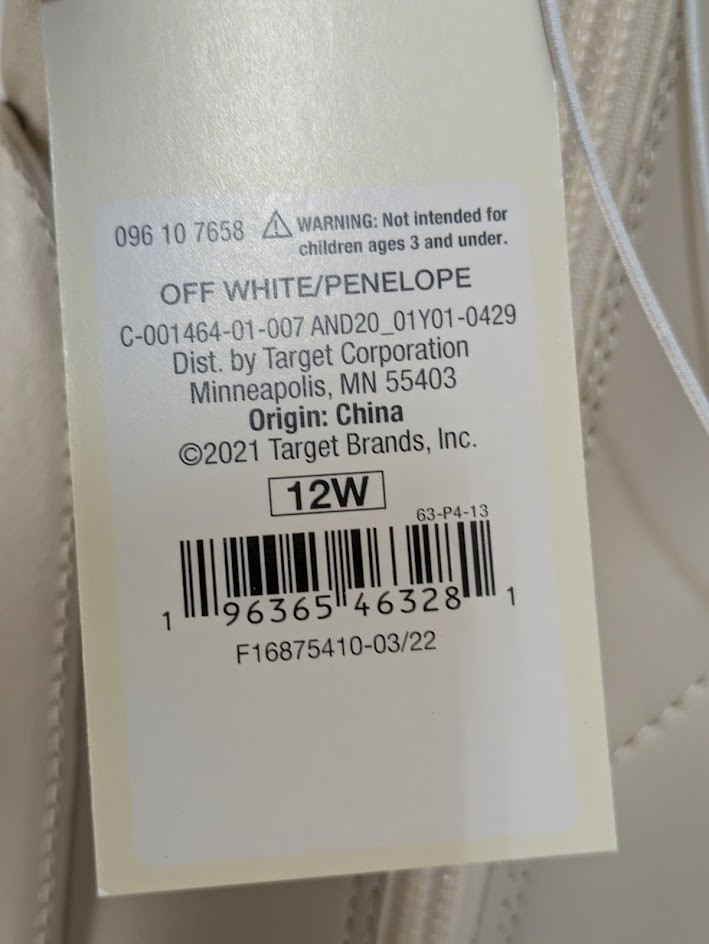 096 10 7658 ⚠ WARNING: Not intended for
children ages 3 and under.
OFF WHITE/PENELOPE
C-001464-01-007 AND20_01Y01-0429
Dist. by Target Corporation
Minneapolis, MN 55403
Origin: China
©2021 Target Brands, Inc.
12W
63-P4-13
1 96365 46328 1
F16875410-03/22